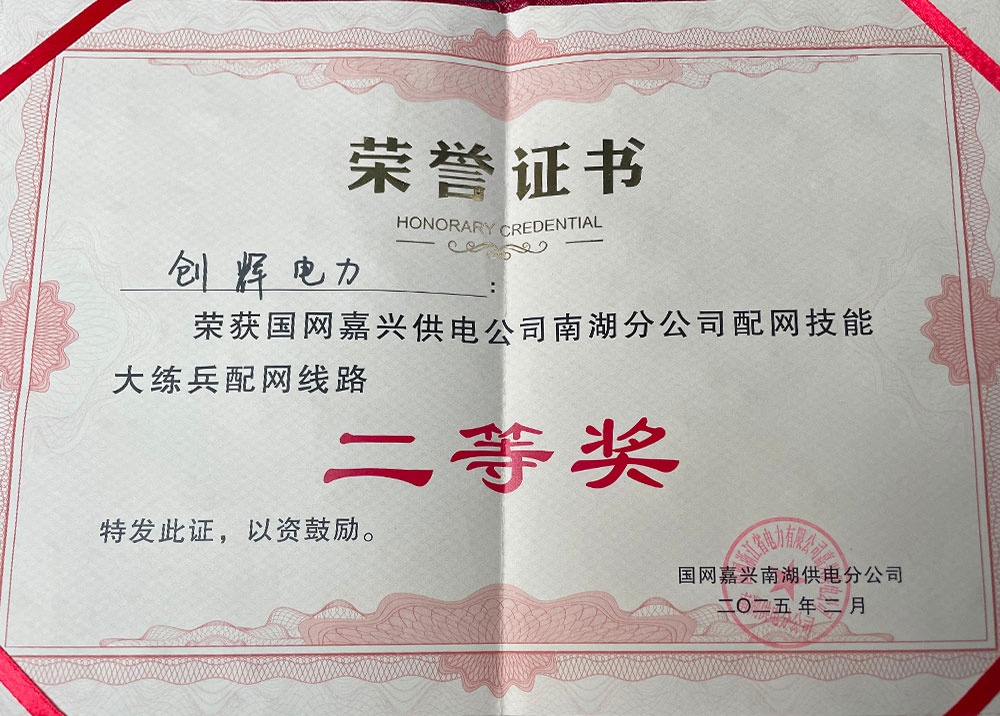 荣誉证书
HONORARY CREDENTIAL
创辉电力：
荣获国网嘉兴供电公司南湖分公司配网技能
大练兵配网线路
二等奖
特发此证，以资鼓励。
国网嘉兴南湖供电分公司
二〇二五年二月